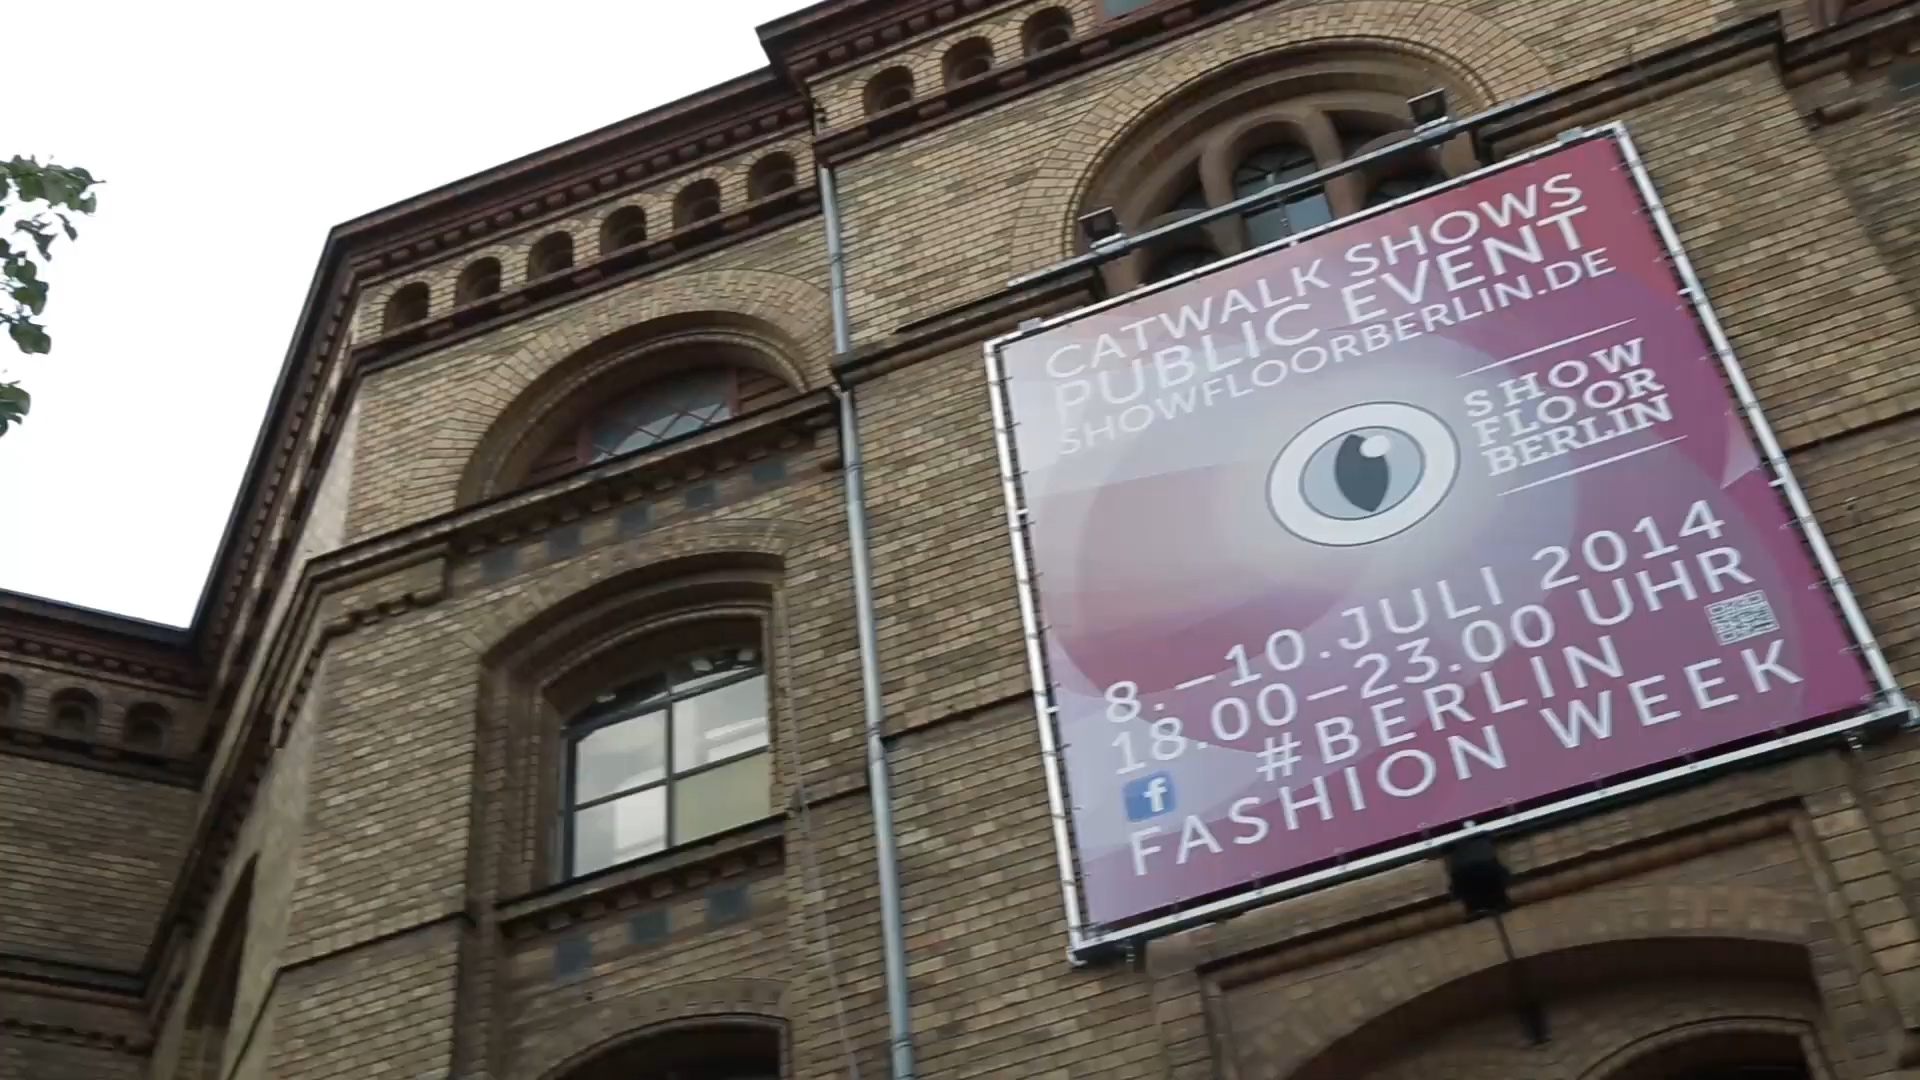 CATWALK SHOWS
PUBLIC EVENT
SHOWFLOORBERLIN.DE
SHOW
FLOOR
BERLIN
8. –10.JULI 2014
18.00–23.00 UHR
#BERLIN
f
FASHION WEEK